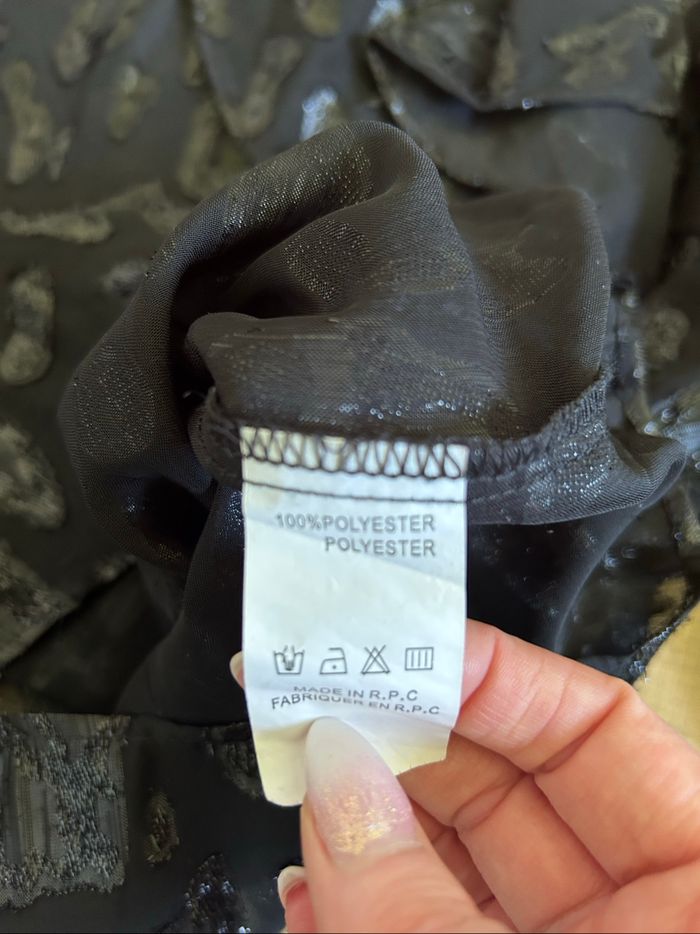 100%POLYESTER
POLYESTER
MADE IN R.P.C
FABRIQUER EN R.P.C